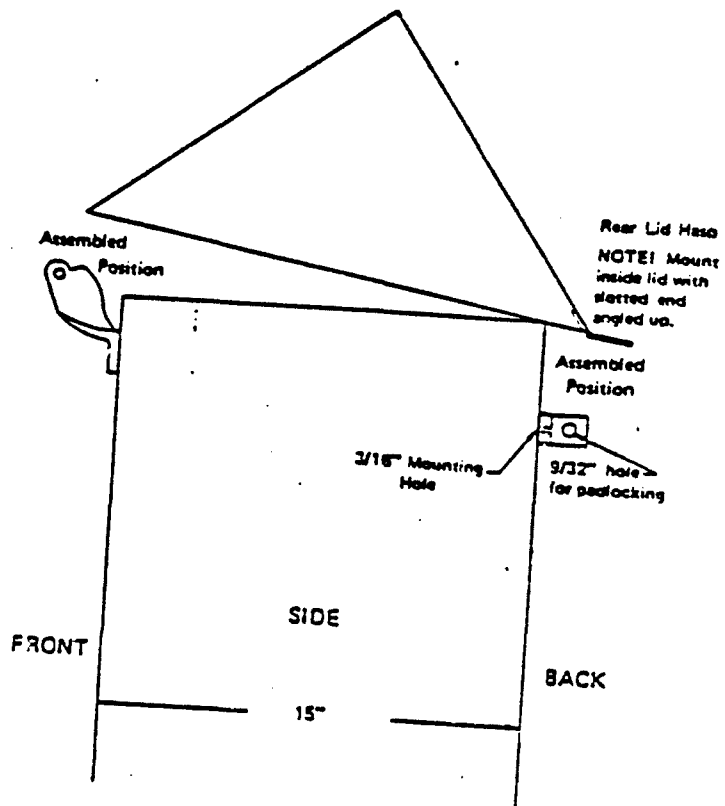 Rear Lid Hasp
NOTE! Mount
inside lid with
slotted end
angled up.
Assembled
Position
Assembled
Position
3/16" Mounting
Hole
9/32" hole
for padlocking
SIDE
FRONT
BACK
15"